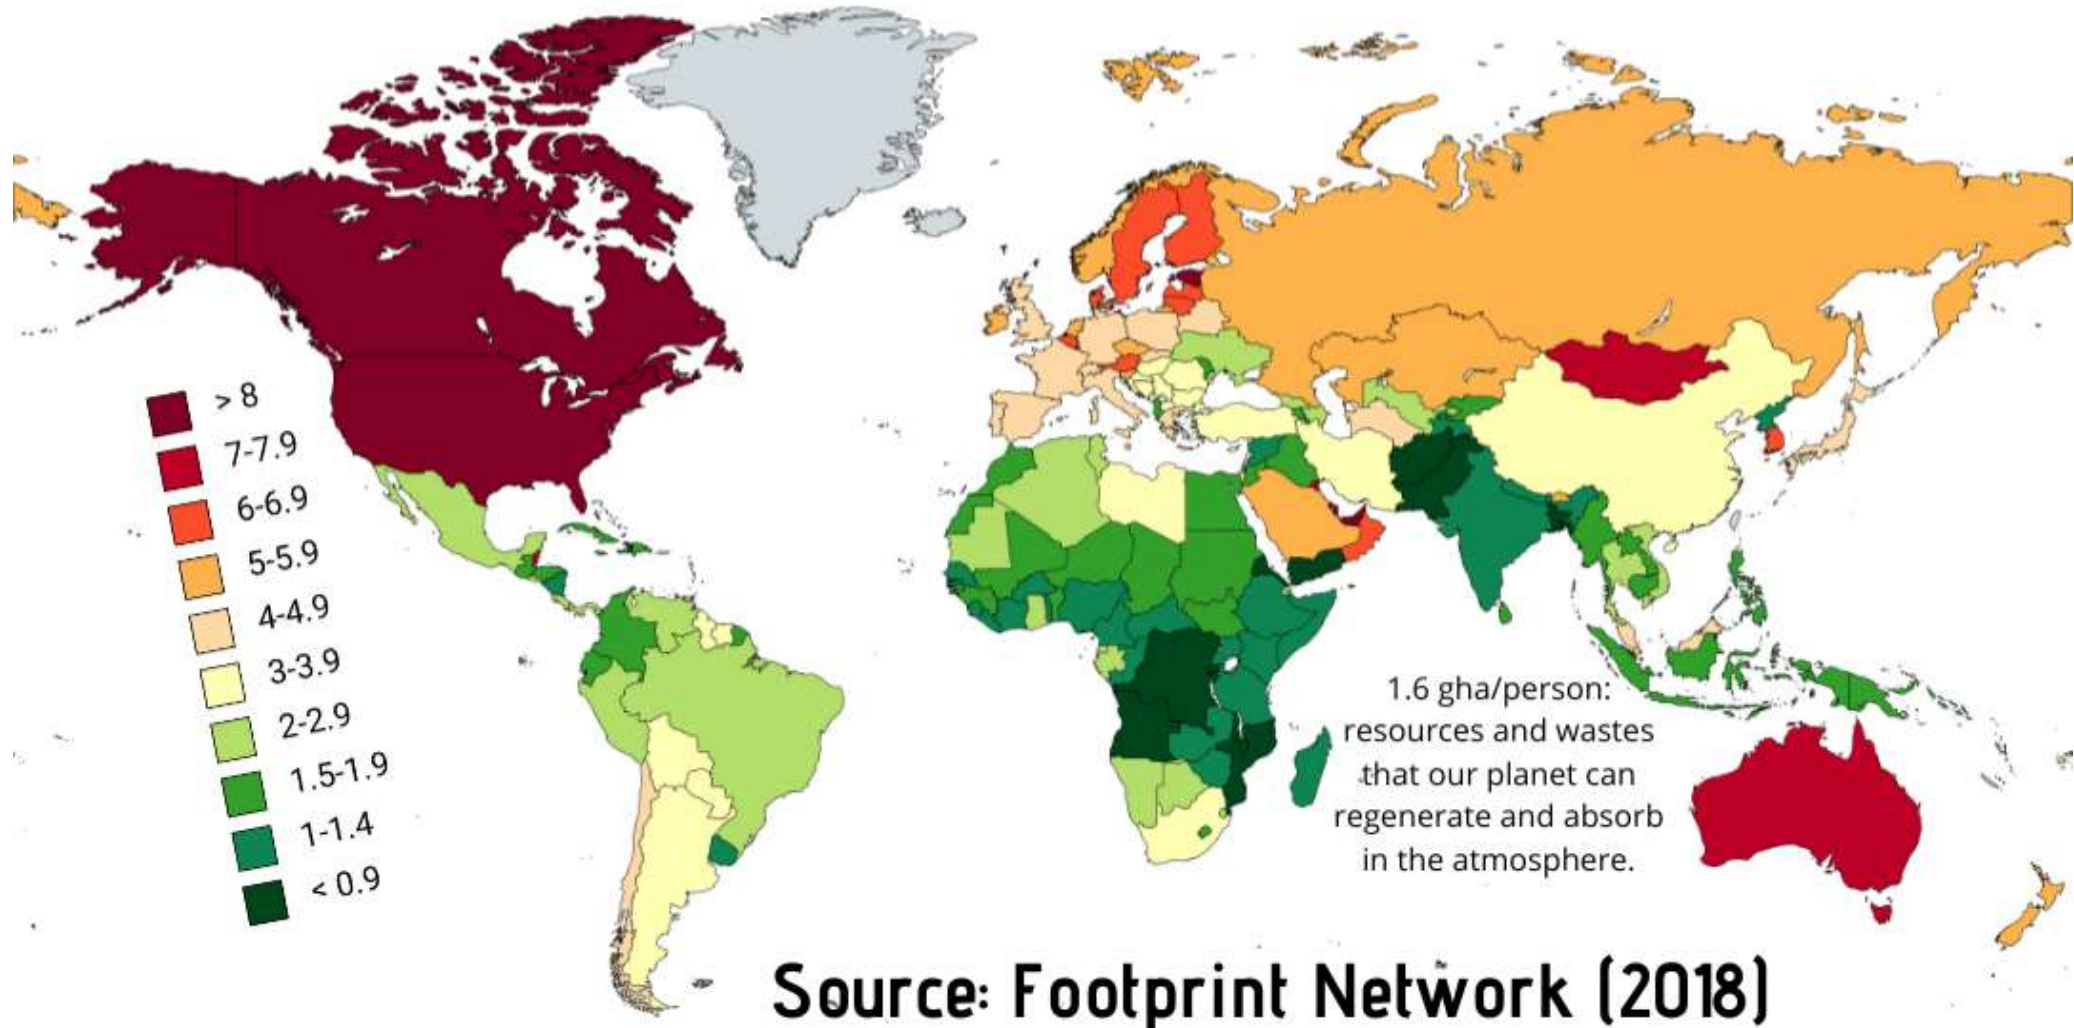 > 8
7-7.9
6-6.9
5-5.9
4-4.9
3-3.9
2-2.9
1.5-1.9
1-1.4
< 0.9
1.6 gha/person:
resources and wastes
that our planet can
regenerate and absorb
in the atmosphere.
Source: Footprint Network (2018)